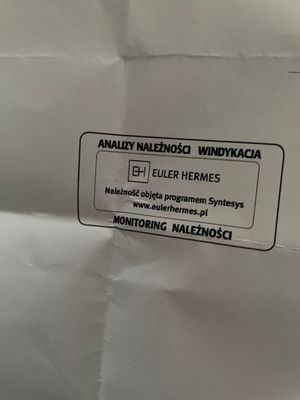 ANALIZY NALEŻNOŚCI WINDYKACJA
EH EULER HERMES
Należność objęta programem Syntesys
www.eulerhermes.pl
MONITORING NALEŻNOŚCI